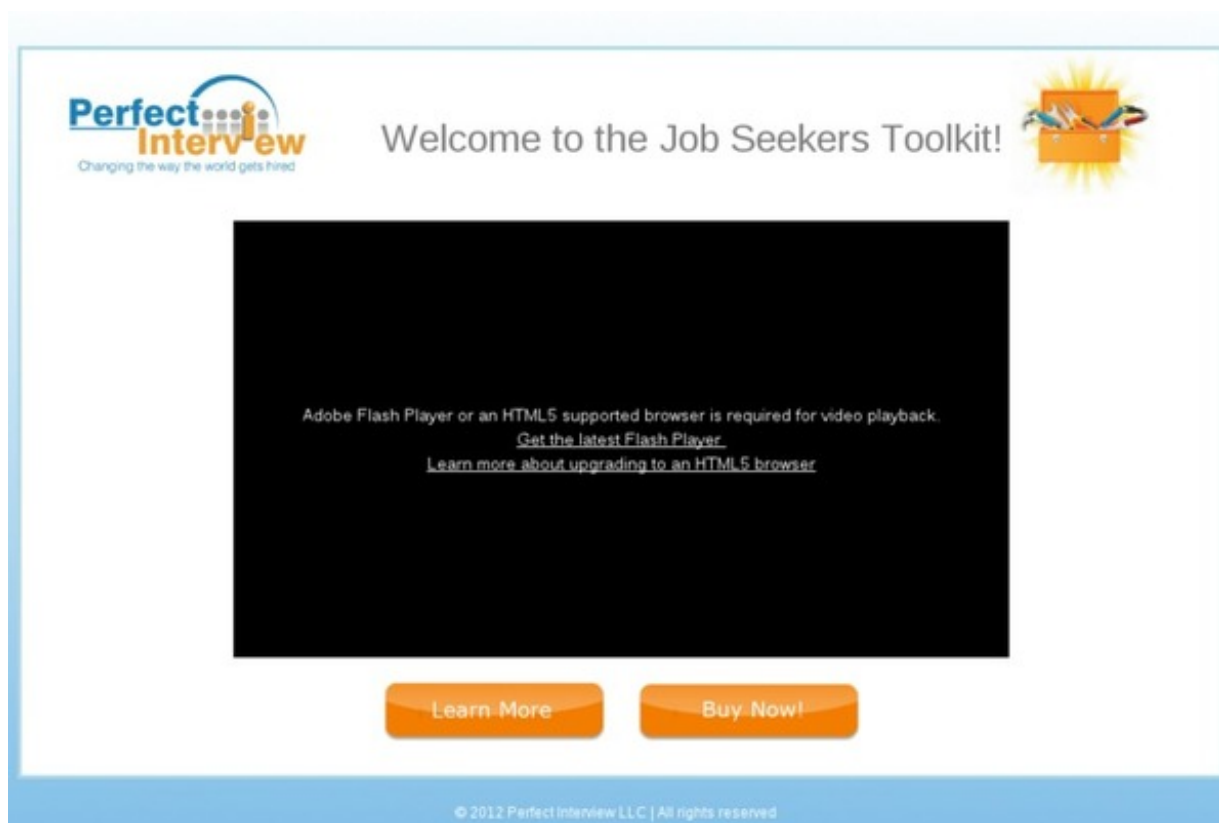 Perfect
Interview
Changing the way the world gets hired
Welcome to the Job Seekers Toolkit!
Adobe Flash Player or an HTML5 supported browser is required for video playback.
Get the latest Flash Player
Learn more about upgrading to an HTML5 browser
Learn More
Buy Now!
© 2012 Perfect Interview LLC | All rights reserved